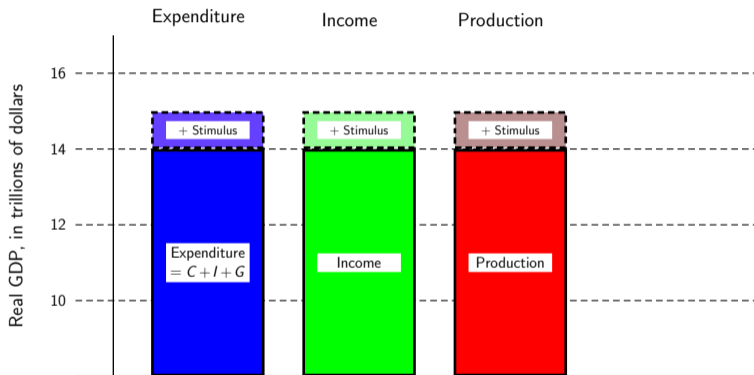 Expenditure
Income
Production
Real GDP, in trillions of dollars
16
14
12
10
+ Stimulus
+ Stimulus
+ Stimulus
Expenditure
= C + I + G
Income
Production